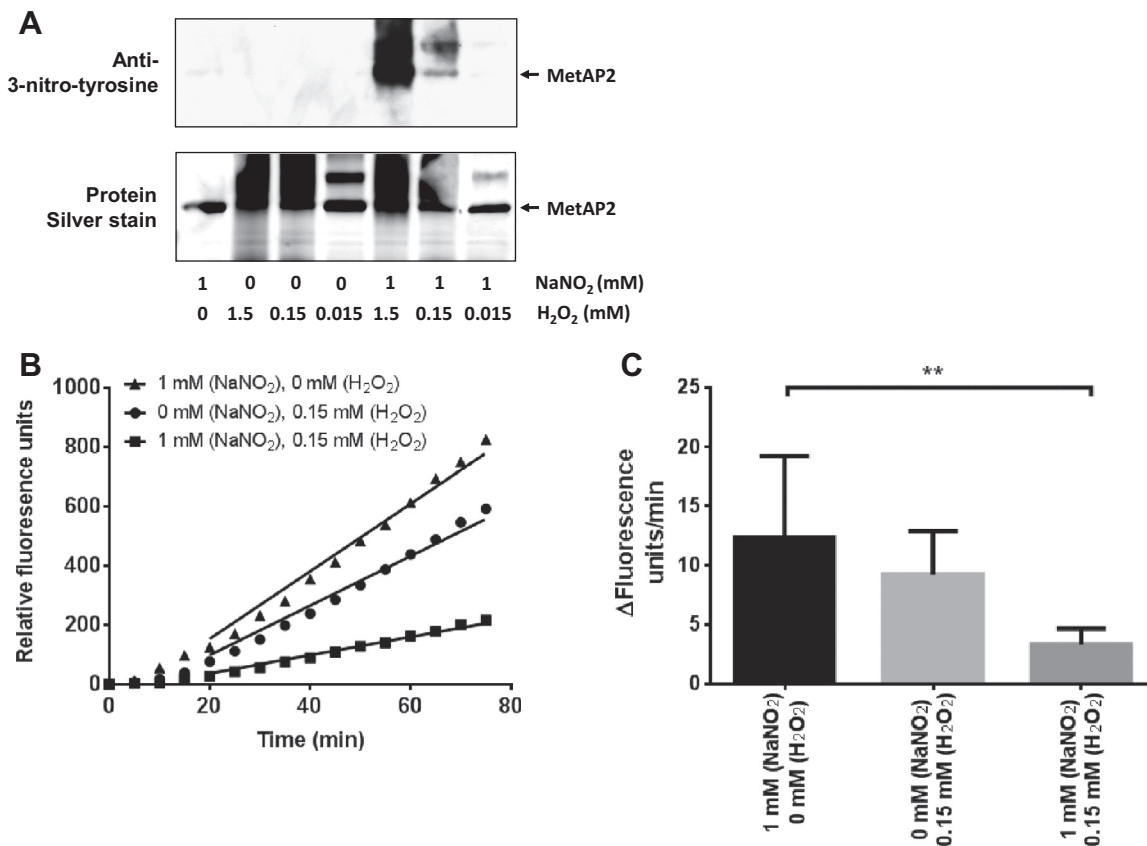 A
Anti-
3-nitro-tyrosine
MetAP2
Protein
Silver stain
MetAP2
1 0 0 0 1 1 1 NaNO₂ (mM)
0 1.5 0.15 0.015 1.5 0.15 0.015 H₂O₂ (mM)
B
1 mM (NaNO₂), 0 mM (H₂O₂)
0 mM (NaNO₂), 0.15 mM (H₂O₂)
1 mM (NaNO₂), 0.15 mM (H₂O₂)
Relative fluoresence units
1000
800
600
400
200
0
0 20 40 60 80
Time (min)
C
**
ΔFluorescence
units/min
25
20
15
10
5
0
1 mM (NaNO₂)
0 mM (H₂O₂)
0 mM (NaNO₂)
0.15 mM (H₂O₂)
1 mM (NaNO₂)
0.15 mM (H₂O₂)